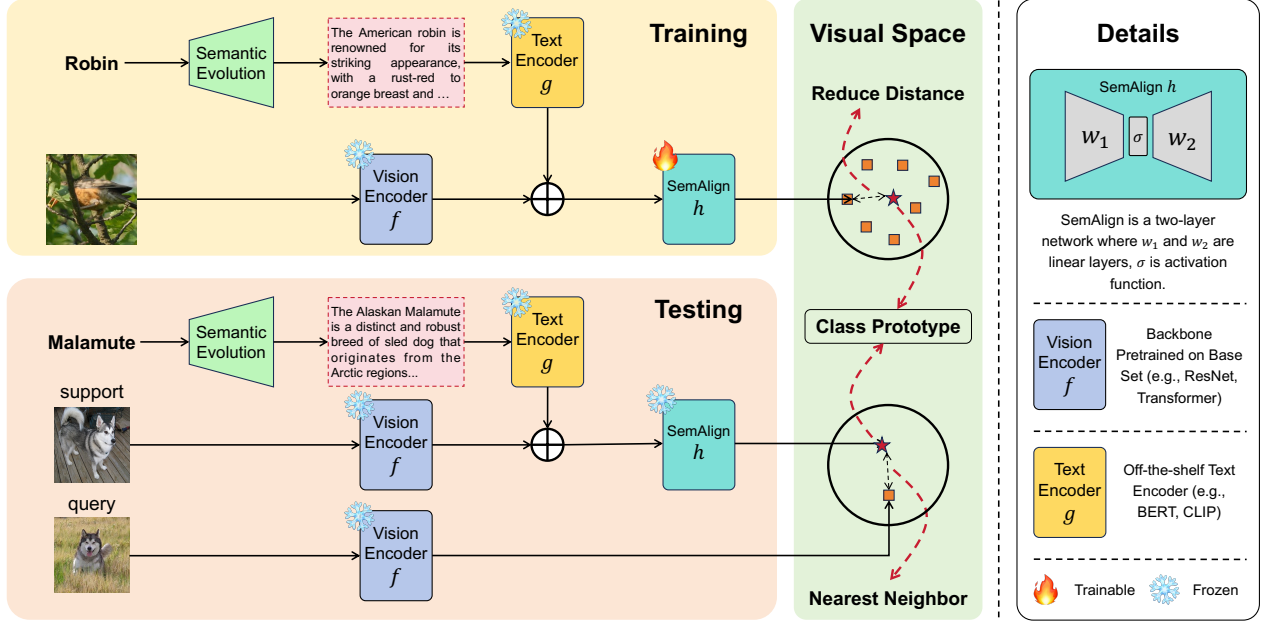 Training
Robin
Semantic
Evolution
The American robin is
renowned for its
striking appearance,
with a rust-red to
orange breast and …
Text
Encoder
g
Vision
Encoder
f
SemAlign
h
Testing
Malamute
Semantic
Evolution
The Alaskan Malamute
is a distinct and robust
breed of sled dog that
originates from the
Arctic regions...
Text
Encoder
g
support
Vision
Encoder
f
SemAlign
h
query
Vision
Encoder
f
Visual Space
Reduce Distance
Class Prototype
Nearest Neighbor
Details
SemAlign h
w₁
σ
w₂
SemAlign is a two-layer
network where w₁ and w₂ are
linear layers, σ is activation
function.
Vision
Encoder
f
Backbone
Pretrained on Base
Set (e.g., ResNet,
Transformer)
Text
Encoder
g
Off-the-shelf Text
Encoder (e.g.,
BERT, CLIP)
Trainable
Frozen